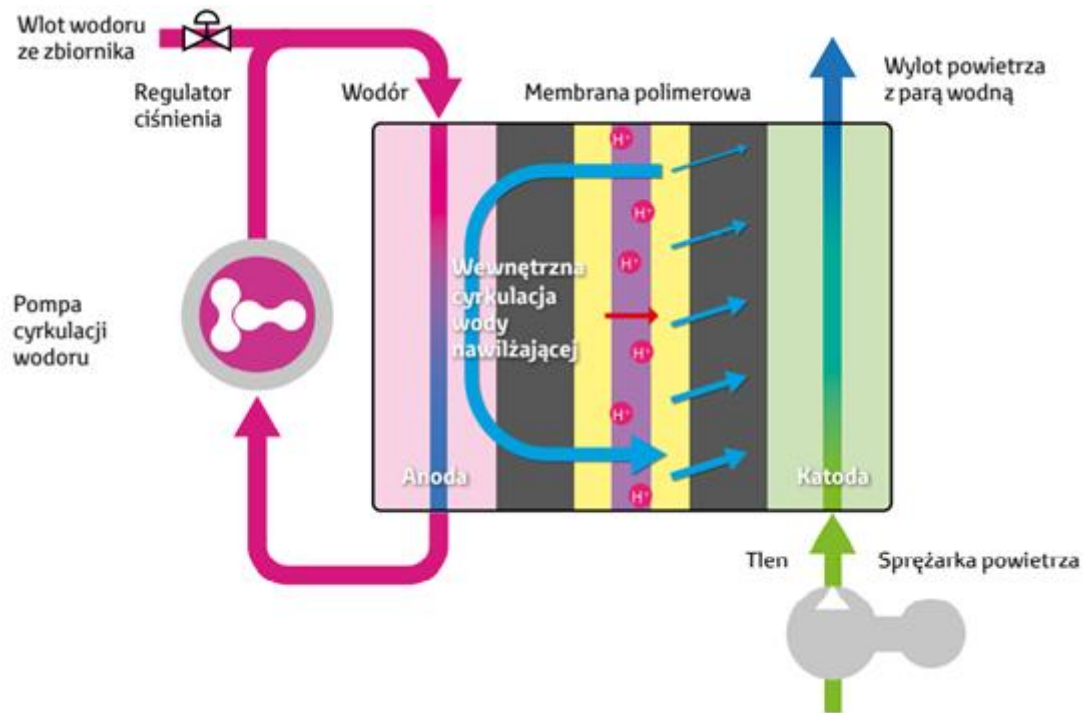 Wlot wodoru
ze zbiornika
Regulator
ciśnienia
Wodór
Membrana polimerowa
Wylot powietrza
z parą wodną
H⁺
H⁺
H⁺
Wewnętrzna
cyrkulacja
wody
nawilżającej
Pompa
cyrkulacji
wodoru
H⁺
H⁺
Anoda
H⁺
Katoda
Tlen
Sprężarka powietrza